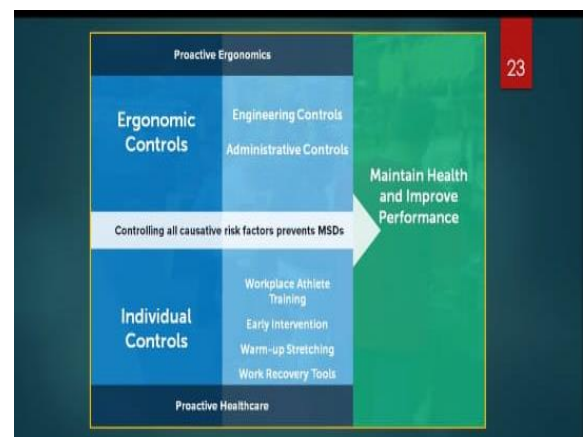 23
Proactive Ergonomics
Ergonomic
Controls
Engineering Controls
Administrative Controls
Maintain Health
and Improve
Performance
Controlling all causative risk factors prevents MSDs
Individual
Controls
Workplace Athlete
Training
Early Intervention
Warm-up Stretching
Work Recovery Tools
Proactive Healthcare